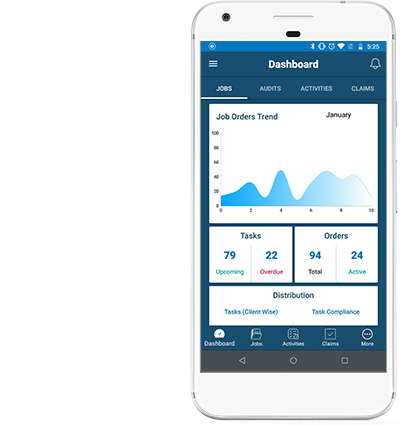 5:25
Dashboard
JOBS AUDITS ACTIVITIES CLAIMS
Job Orders Trend January
100
80
60
40
20
0
0 2 4 6 8 10
Tasks Orders
79 22 94 24
Upcoming Overdue Total Active
Distribution
Tasks (Client Wise) Task Compliance
Dashboard Jobs Activities Claims More